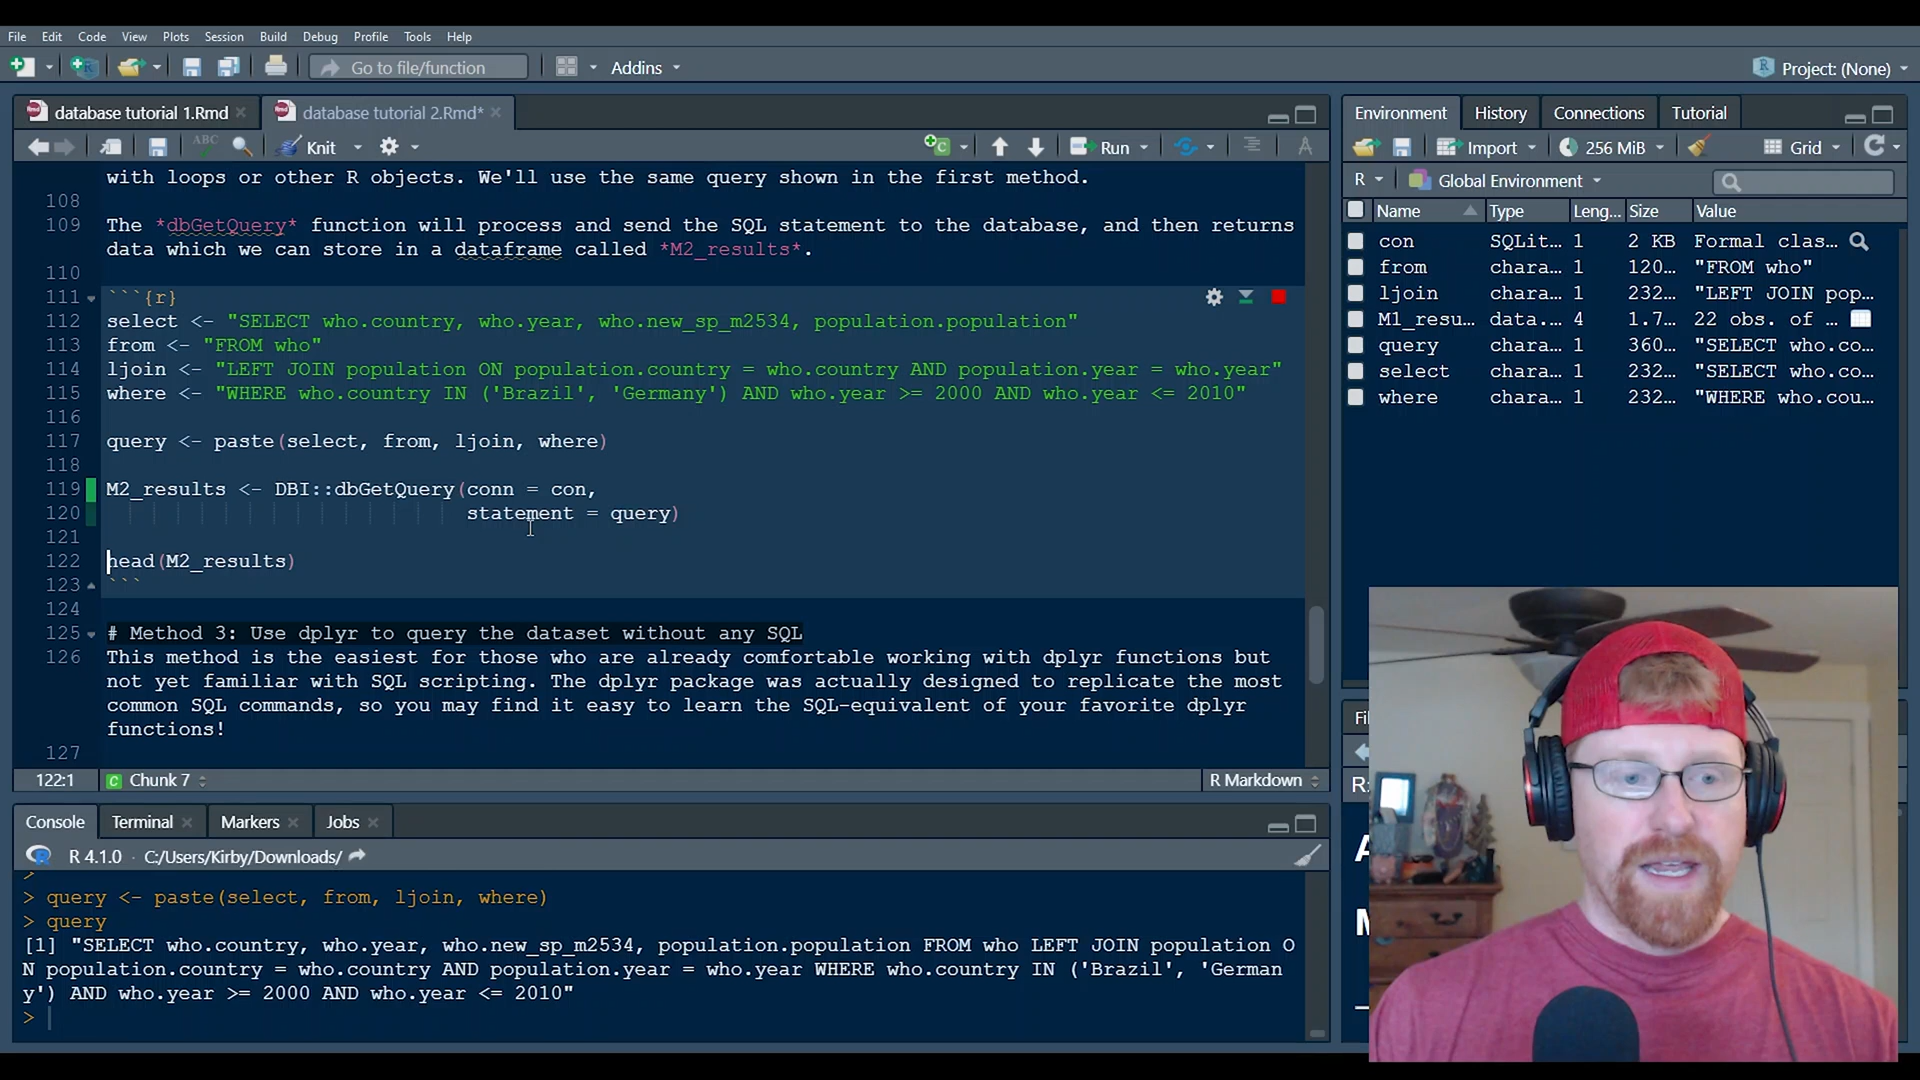 File Edit Code View Plots Session Build Debug Profile Tools Help
Go to file/function Addins Project: (None)
database tutorial 1.Rmd database tutorial 2.Rmd*
ABC Knit Run
with loops or other R objects. We'll use the same query shown in the first method.
108
109 The *dbGetQuery* function will process and send the SQL statement to the database, and then returns
data which we can store in a dataframe called *M2_results*.
110
111 ```{r}
112 select <- "SELECT who.country, who.year, who.new_sp_m2534, population.population"
113 from <- "FROM who"
114 ljoin <- "LEFT JOIN population ON population.country = who.country AND population.year = who.year"
115 where <- "WHERE who.country IN ('Brazil', 'Germany') AND who.year >= 2000 AND who.year <= 2010"
116
117 query <- paste(select, from, ljoin, where)
118
119 M2_results <- DBI::dbGetQuery(conn = con,
120 statement = query)
121
122 head(M2_results)
123 ```
124
125 # Method 3: Use dplyr to query the dataset without any SQL
126 This method is the easiest for those who are already comfortable working with dplyr functions but
not yet familiar with SQL scripting. The dplyr package was actually designed to replicate the most
common SQL commands, so you may find it easy to learn the SQL-equivalent of your favorite dplyr
functions!
127
122:1 C Chunk 7 R Markdown
Console Terminal Markers Jobs
R 4.1.0 · C:/Users/Kirby/Downloads/
>
> query <- paste(select, from, ljoin, where)
> query
[1] "SELECT who.country, who.year, who.new_sp_m2534, population.population FROM who LEFT JOIN population O
N population.country = who.country AND population.year = who.year WHERE who.country IN ('Brazil', 'German
y') AND who.year >= 2000 AND who.year <= 2010"
>
Environment History Connections Tutorial
Import 256 MiB Grid
R Global Environment
Name Type Leng... Size Value
con SQLit... 1 2 KB Formal clas...
from chara... 1 120... "FROM who"
ljoin chara... 1 232... "LEFT JOIN pop...
M1_resu... data.... 4 1.7... 22 obs. of ...
query chara... 1 360... "SELECT who.co...
select chara... 1 232... "SELECT who.co...
where chara... 1 232... "WHERE who.cou...
Fi
R:
A
M